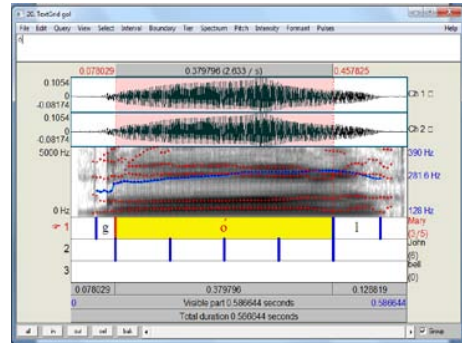 20. TextGrid gol
File Edit Query View Select Interval Boundary Tier Spectrum Pitch Intensity Formant Pulses Help
0.078029 0.379796 (2.633 / s) 0.457825
0.1054
0
-0.08174
Ch 1
0.1054
0
-0.08174
Ch 2
5000 Hz 390 Hz
281.6 Hz
0 Hz 128 Hz
1 g ó l Mary
(3/5)
2 John
(6)
3 bell
(0)
0.078029 0.379796 0.128819
0 Visible part 0.586644 seconds 0.586644
Total duration 0.586644 seconds
all in out sel bak Group